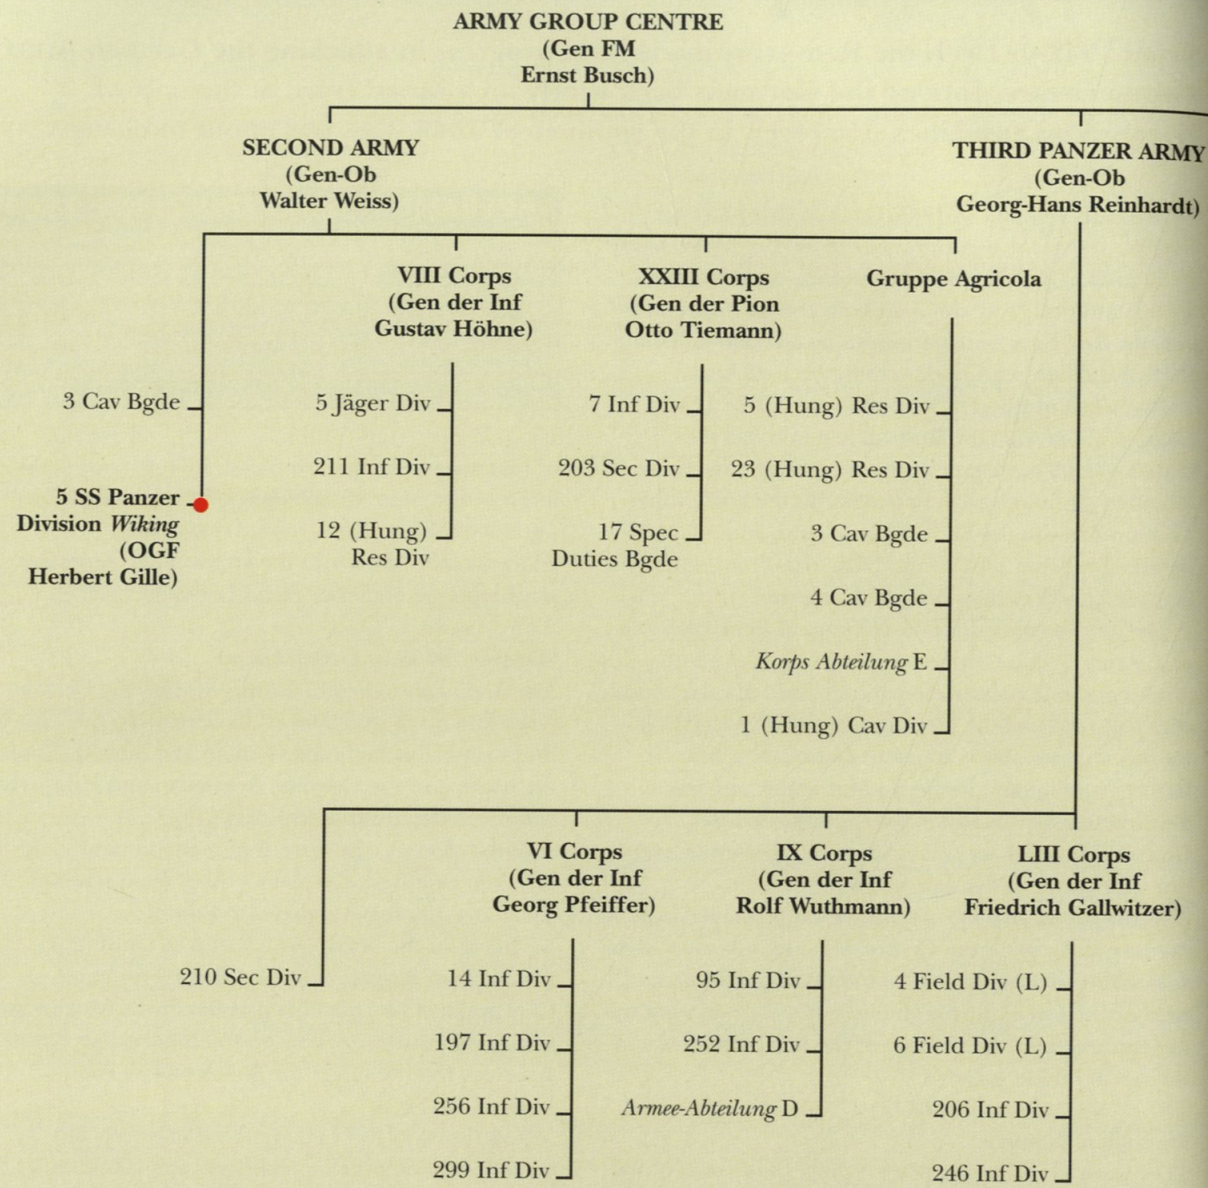 ARMY GROUP CENTRE
(Gen FM
Ernst Busch)
SECOND ARMY
(Gen-Ob
Walter Weiss)
THIRD PANZER ARMY
(Gen-Ob
Georg-Hans Reinhardt)
VIII Corps
(Gen der Inf
Gustav Höhne)
XXIII Corps
(Gen der Pion
Otto Tiemann)
Gruppe Agricola
3 Cav Bgde
5 SS Panzer
Division Wiking
(OGF
Herbert Gille)
5 Jäger Div
211 Inf Div
12 (Hung)
Res Div
7 Inf Div
203 Sec Div
17 Spec
Duties Bgde
5 (Hung) Res Div
23 (Hung) Res Div
3 Cav Bgde
4 Cav Bgde
Korps Abteilung E
1 (Hung) Cav Div
VI Corps
(Gen der Inf
Georg Pfeiffer)
IX Corps
(Gen der Inf
Rolf Wuthmann)
LIII Corps
(Gen der Inf
Friedrich Gallwitzer)
210 Sec Div
14 Inf Div
197 Inf Div
256 Inf Div
299 Inf Div
95 Inf Div
252 Inf Div
Armee-Abteilung D
4 Field Div (L)
6 Field Div (L)
206 Inf Div
246 Inf Div